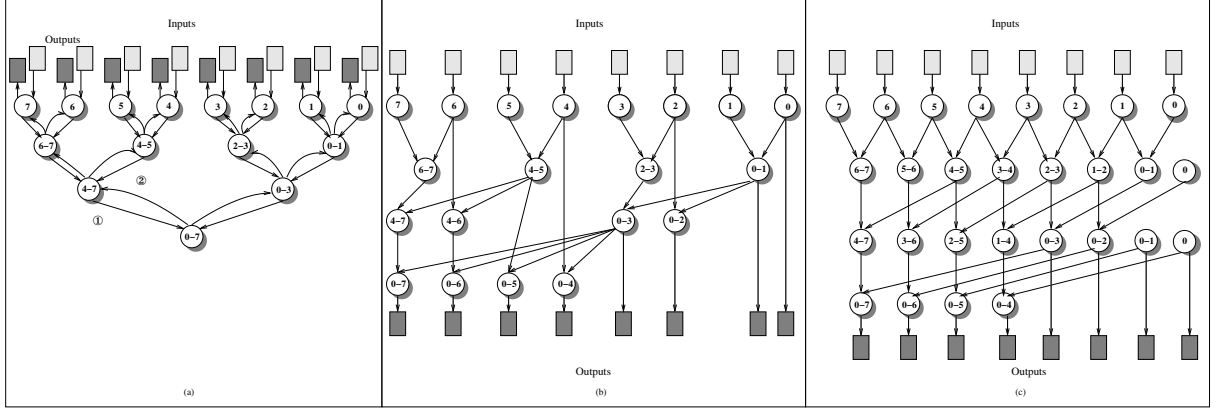 Inputs
Outputs
7 6 5 4 3 2 1 0
6–7 4–5 2–3 0–1
②
4–7 0–3
①
0–7
(a)
Inputs
7 6 5 4 3 2 1 0
6–7 4–5 2–3 0–1
4–7 4–6 0–3 0–2
0–7 0–6 0–5 0–4
Outputs
(b)
Inputs
7 6 5 4 3 2 1 0
6–7 5–6 4–5 3–4 2–3 1–2 0–1 0
4–7 3–6 2–5 1–4 0–3 0–2 0–1 0
0–7 0–6 0–5 0–4
Outputs
(c)